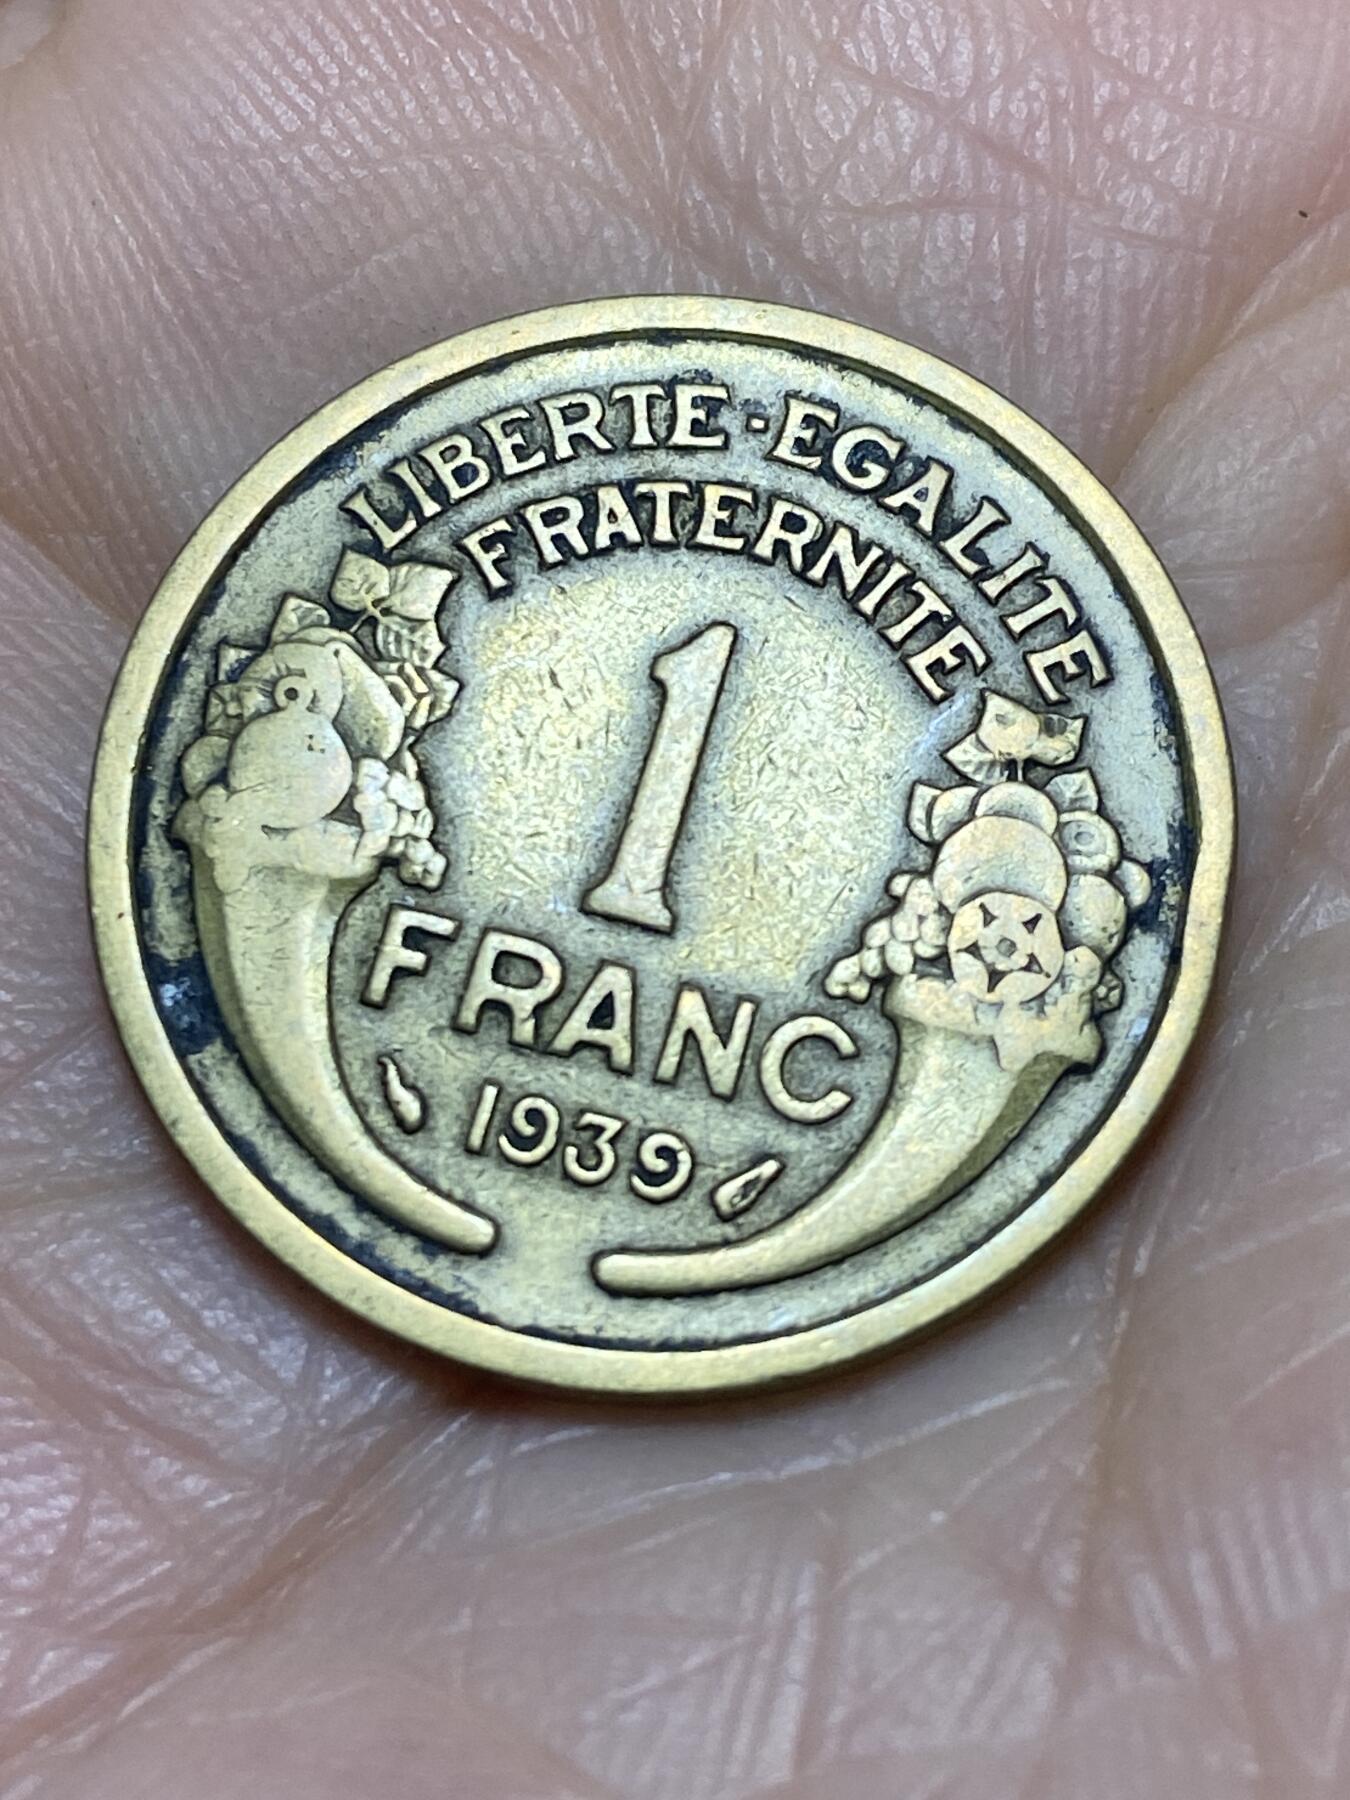 LIBERTE·EGALITE
FRATERNITE
1
FRANC
1939